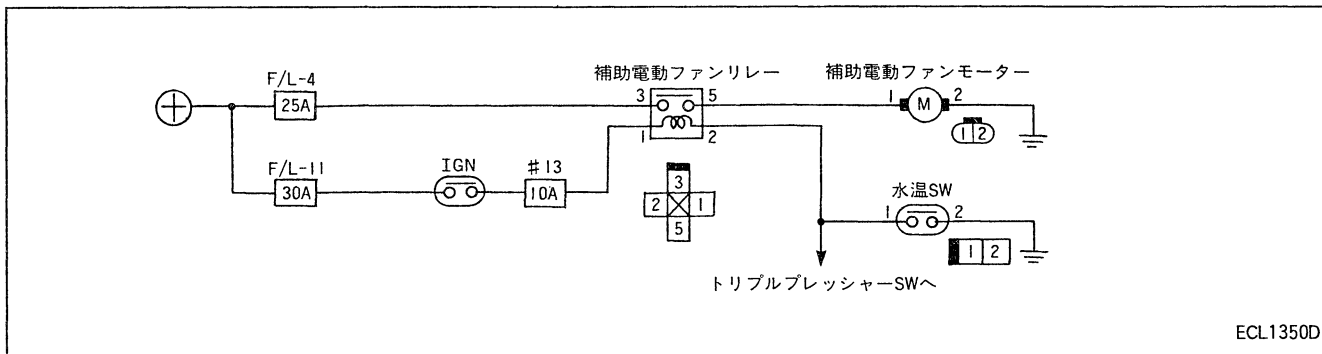 補助電動ファンリレー 補助電動ファンモーター
F/L-4
25A
3 5
1 M 2
1 2
1 2
F/L-11
30A
IGN
#13
10A
3
2 1
5
水温SW
1 2
1 2
トリプルプレッシャーSWへ
ECL1350D